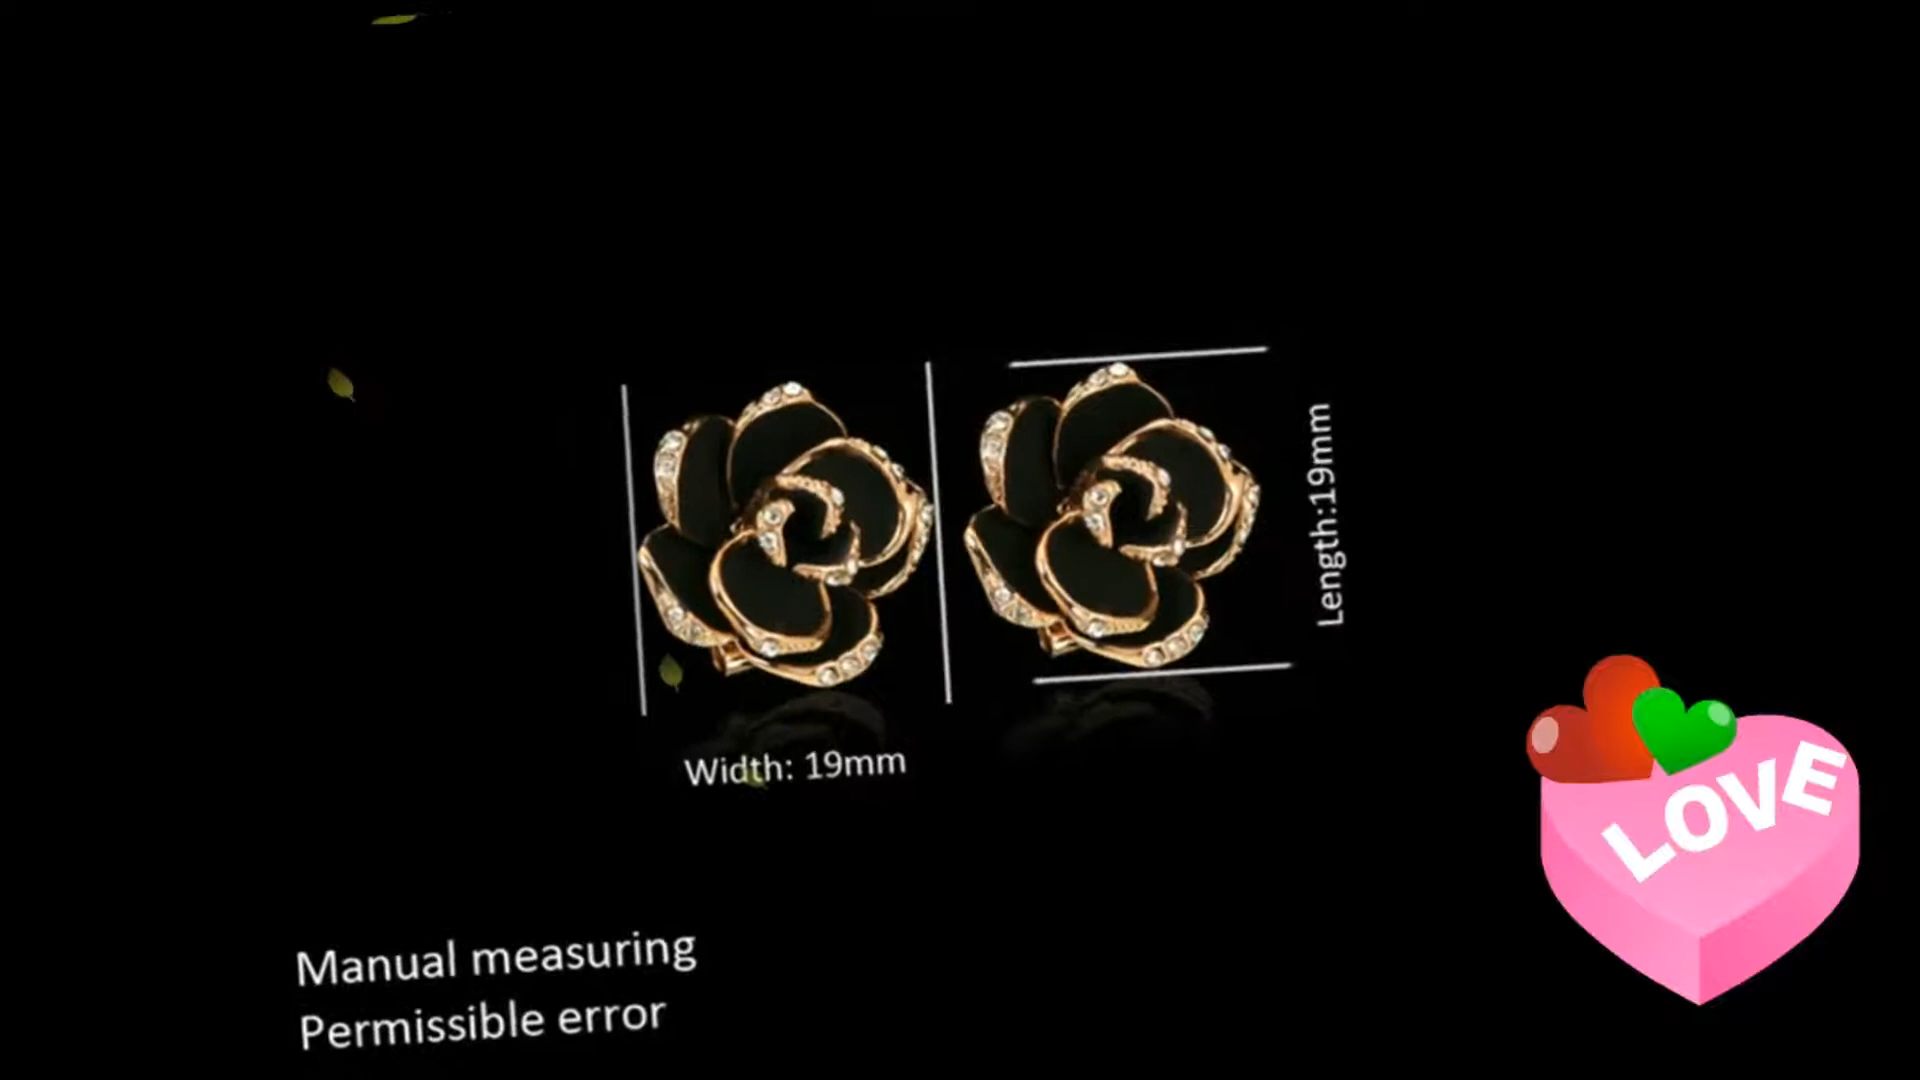 Length:19mm
Width: 19mm
LOVE
Manual measuring
Permissible error